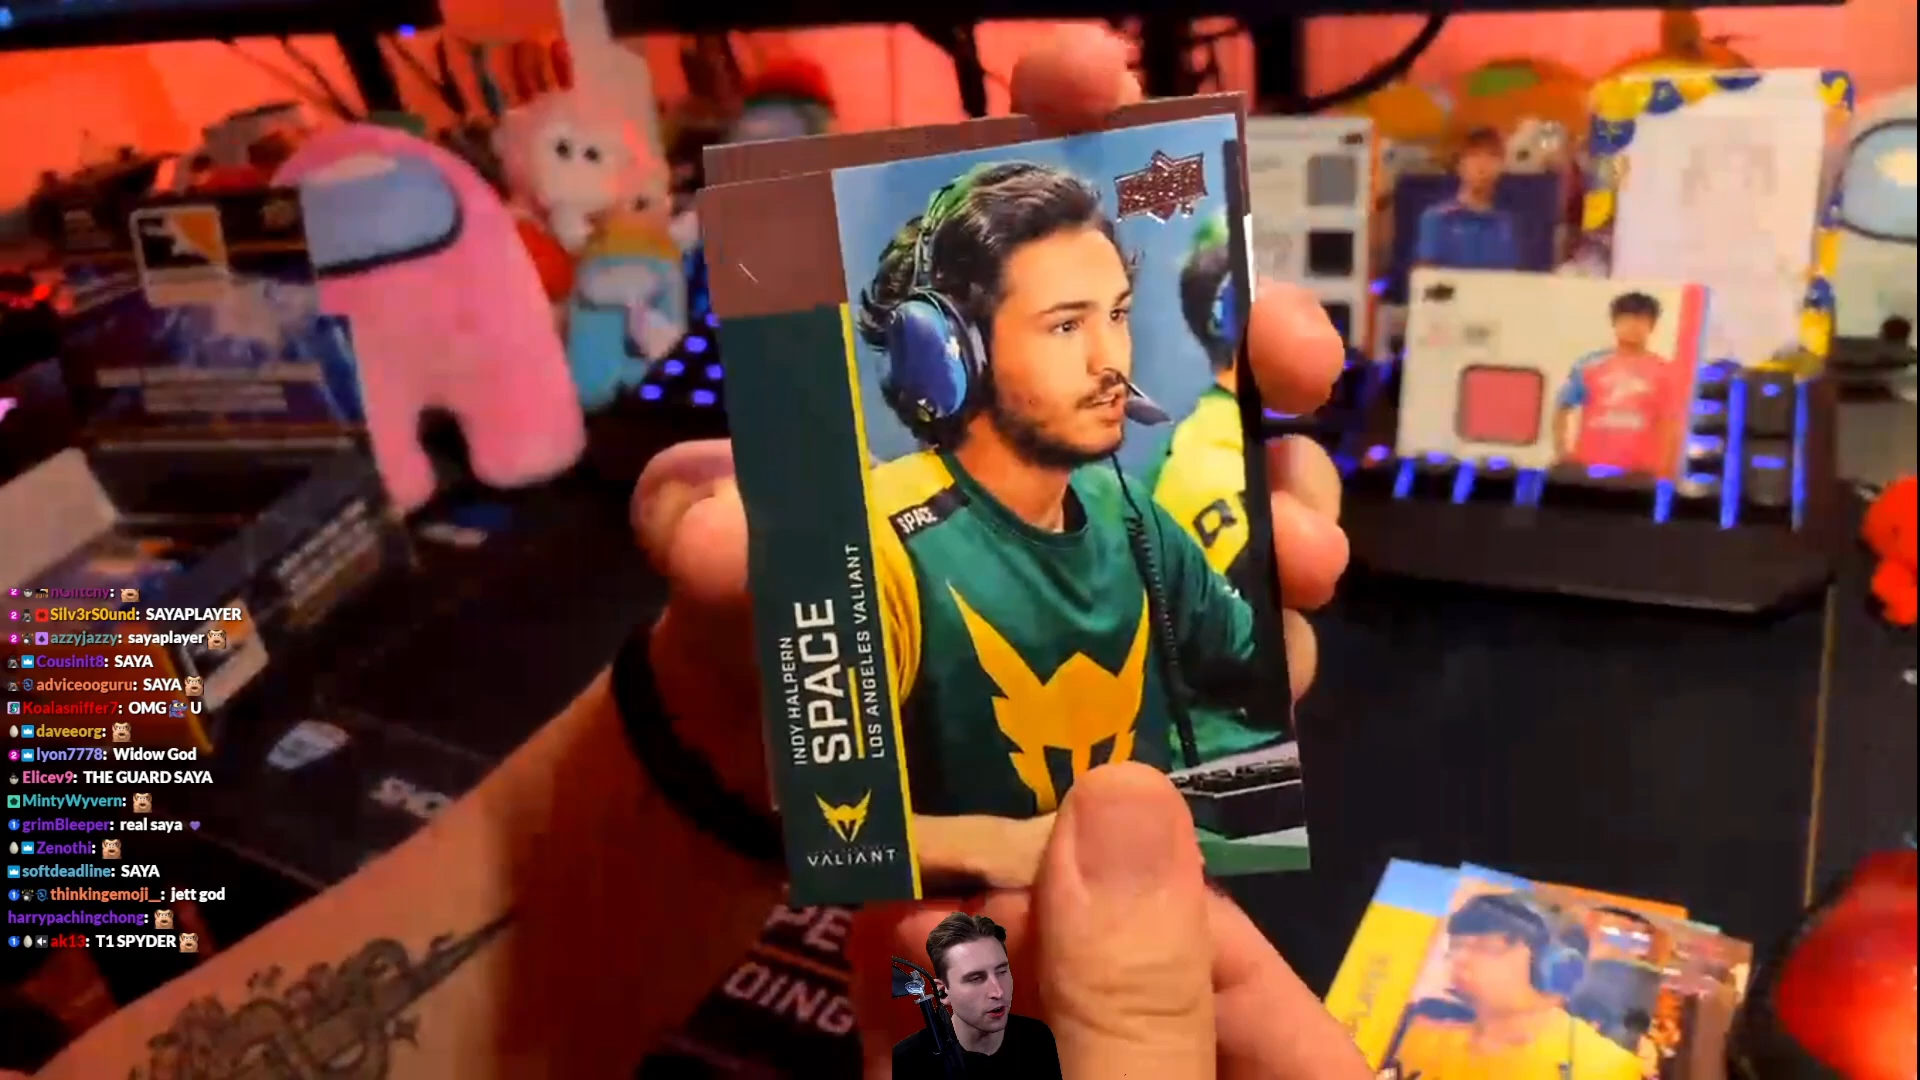 SPACE
INDY HALPERN
SPACE
LOS ANGELES VALIANT
VALIANT
nGlitchy:
Silv3rS0und: SAYAPLAYER
azzyjazzy: sayaplayer
Cousinit8: SAYA
adviceooguru: SAYA
Koalasniffer7: OMG U
daveeorg:
lyon7778: Widow God
Elicev9: THE GUARD SAYA
MintyWyvern:
grimBleeper: real saya
Zenothi:
softdeadline: SAYA
thinkingemoji_: jett god
harrypachingchong:
ak13: T1 SPYDER